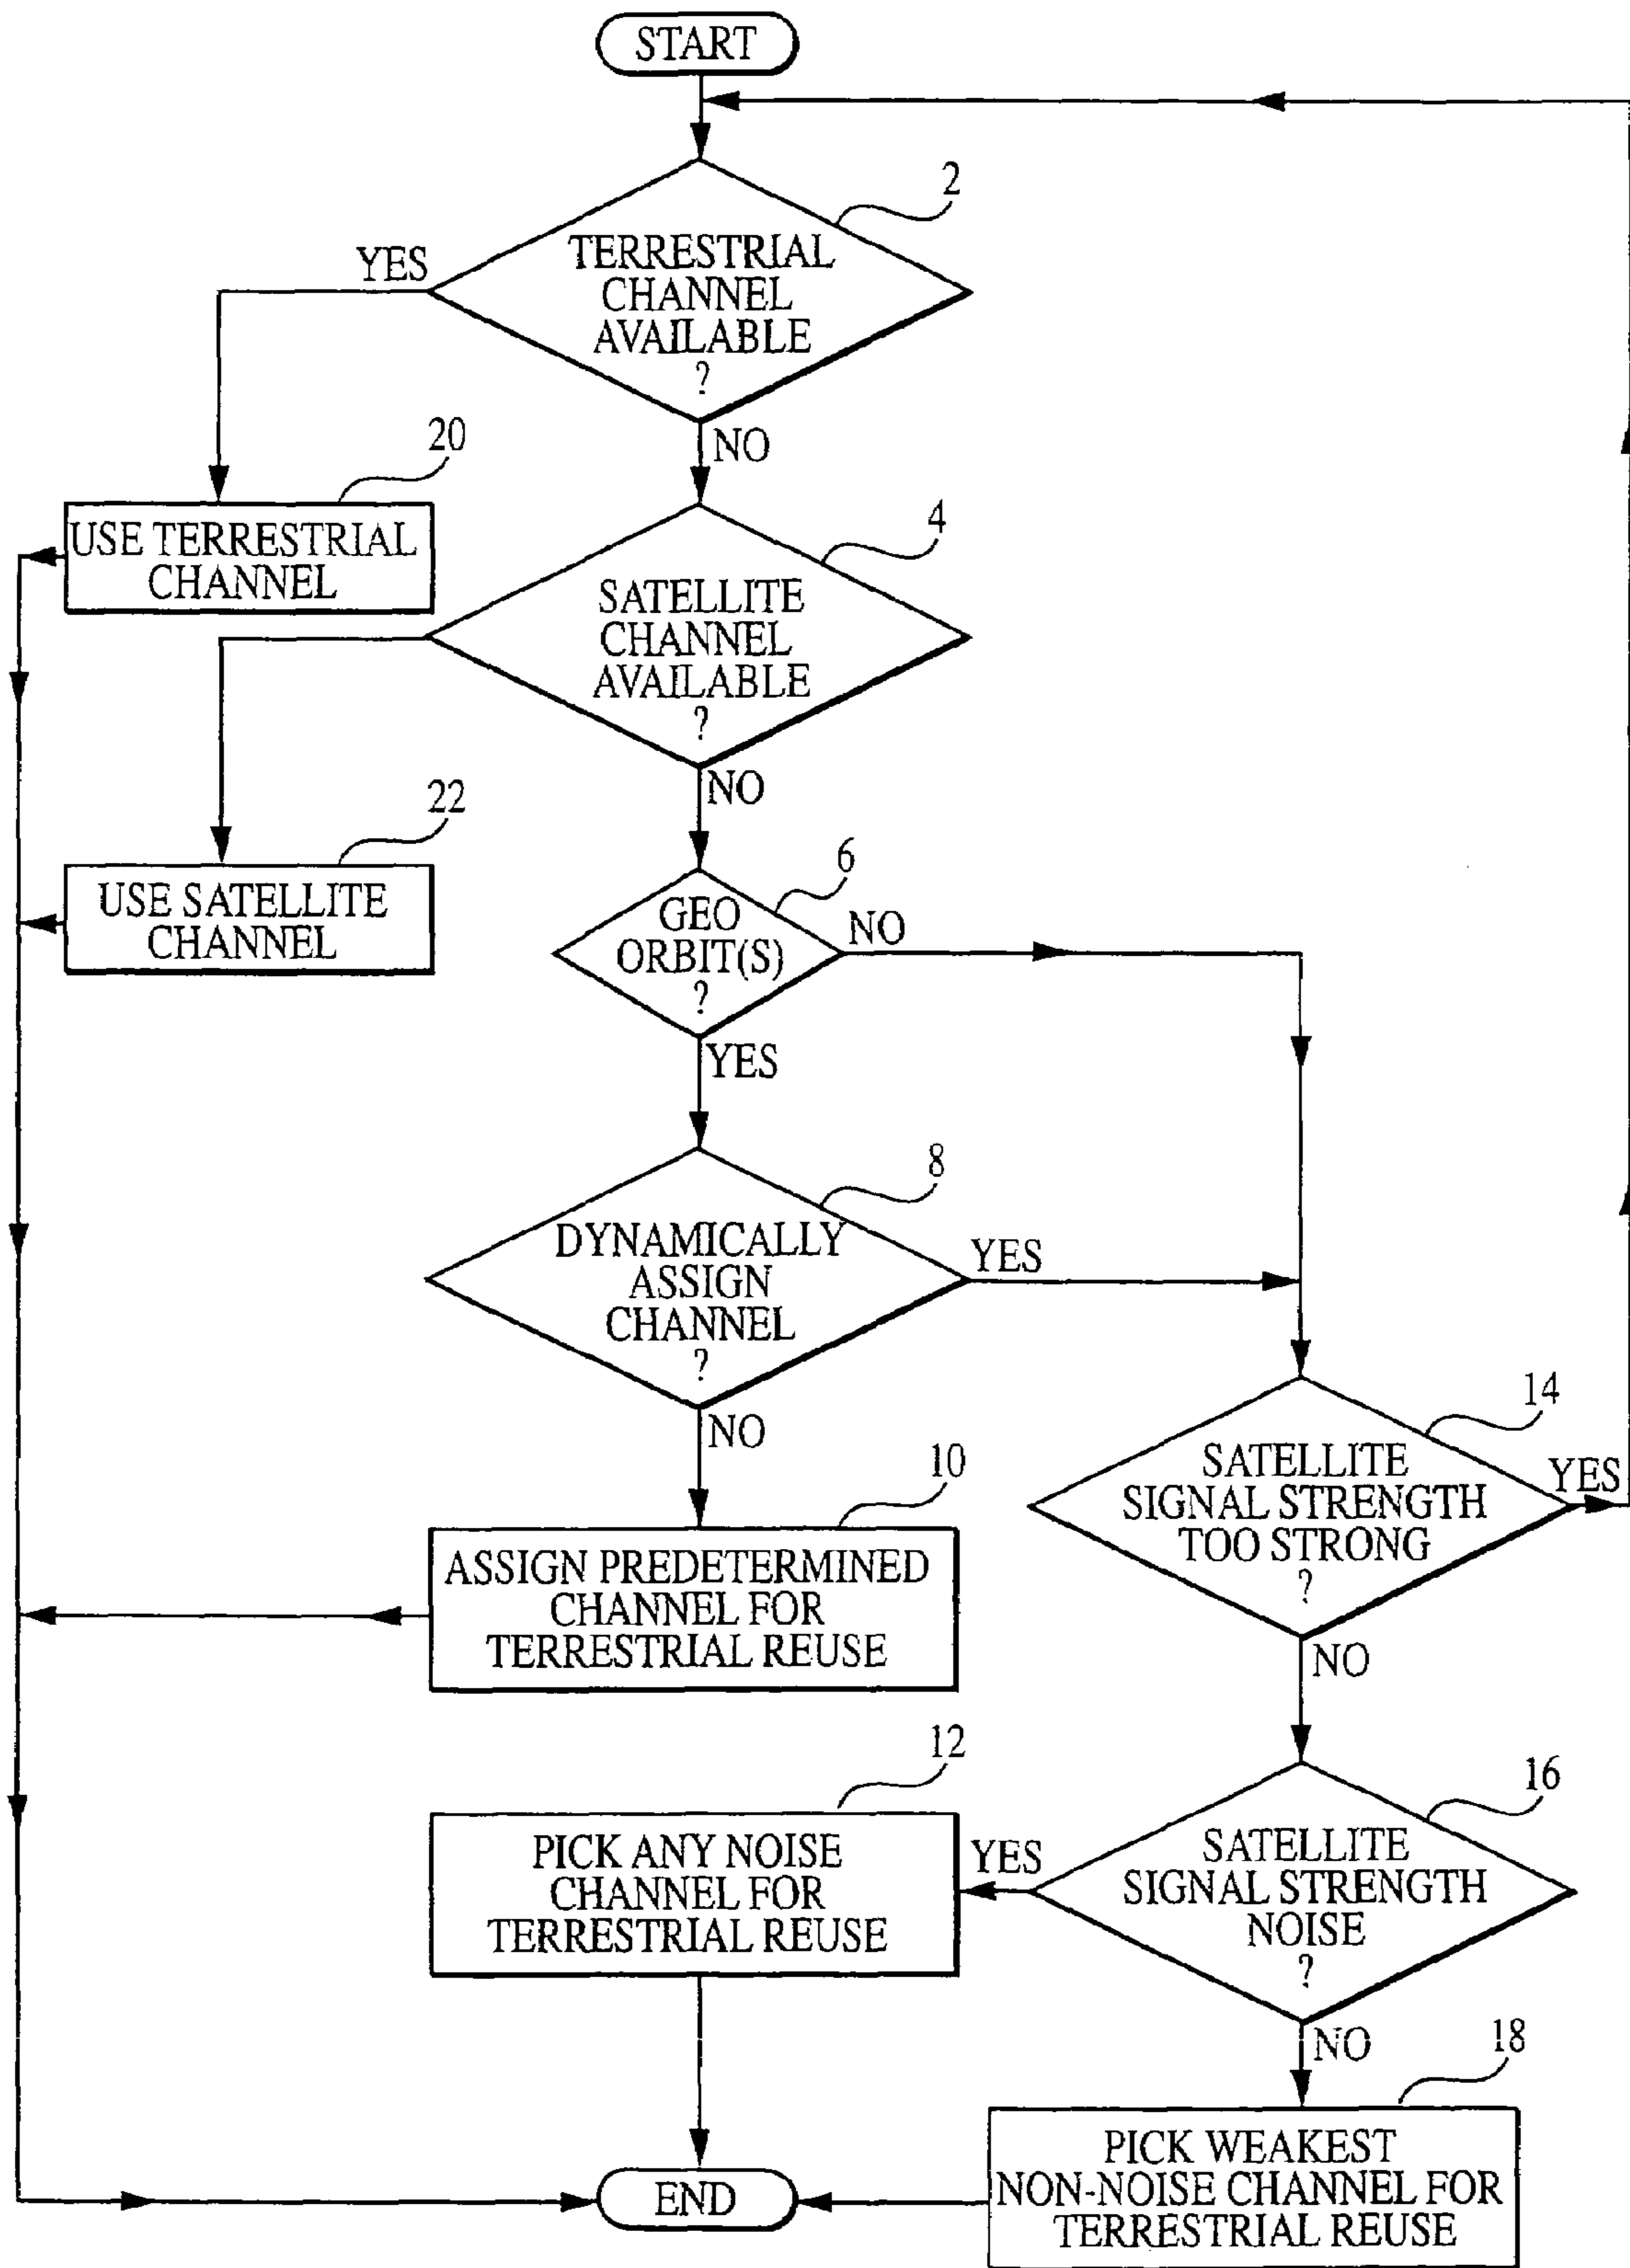 START
2
TERRESTRIAL
CHANNEL
AVAILABLE
?
YES
NO
20
USE TERRESTRIAL
CHANNEL
4
SATELLITE
CHANNEL
AVAILABLE
?
NO
22
USE SATELLITE
CHANNEL
6
GEO
ORBIT(S)
?
NO
YES
8
DYNAMICALLY
ASSIGN
CHANNEL
?
YES
NO
10
ASSIGN PREDETERMINED
CHANNEL FOR
TERRESTRIAL REUSE
14
SATELLITE
SIGNAL STRENGTH
TOO STRONG
?
YES
NO
12
PICK ANY NOISE
CHANNEL FOR
TERRESTRIAL REUSE
16
SATELLITE
SIGNAL STRENGTH
NOISE
?
YES
NO
18
PICK WEAKEST
NON-NOISE CHANNEL FOR
TERRESTRIAL REUSE
END